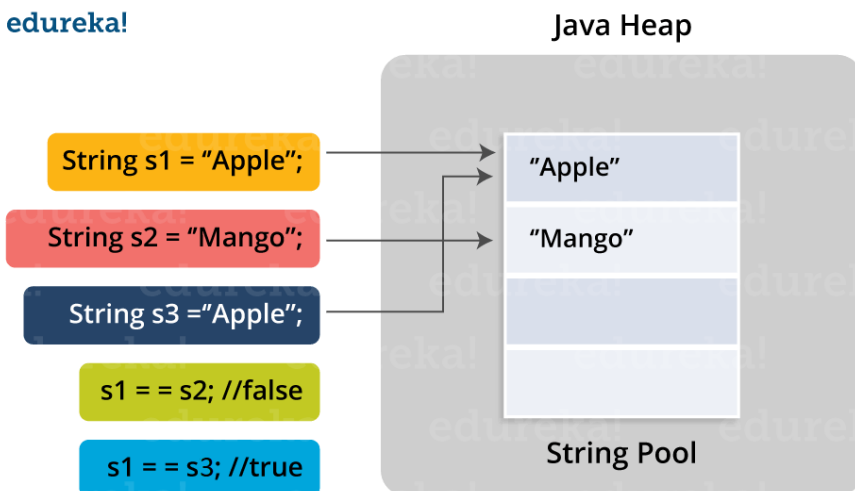 edureka!
Java Heap
String s1 = "Apple";
String s2 = "Mango";
String s3 ="Apple";
s1 = = s2; //false
s1 = = s3; //true
"Apple"
"Mango"
String Pool